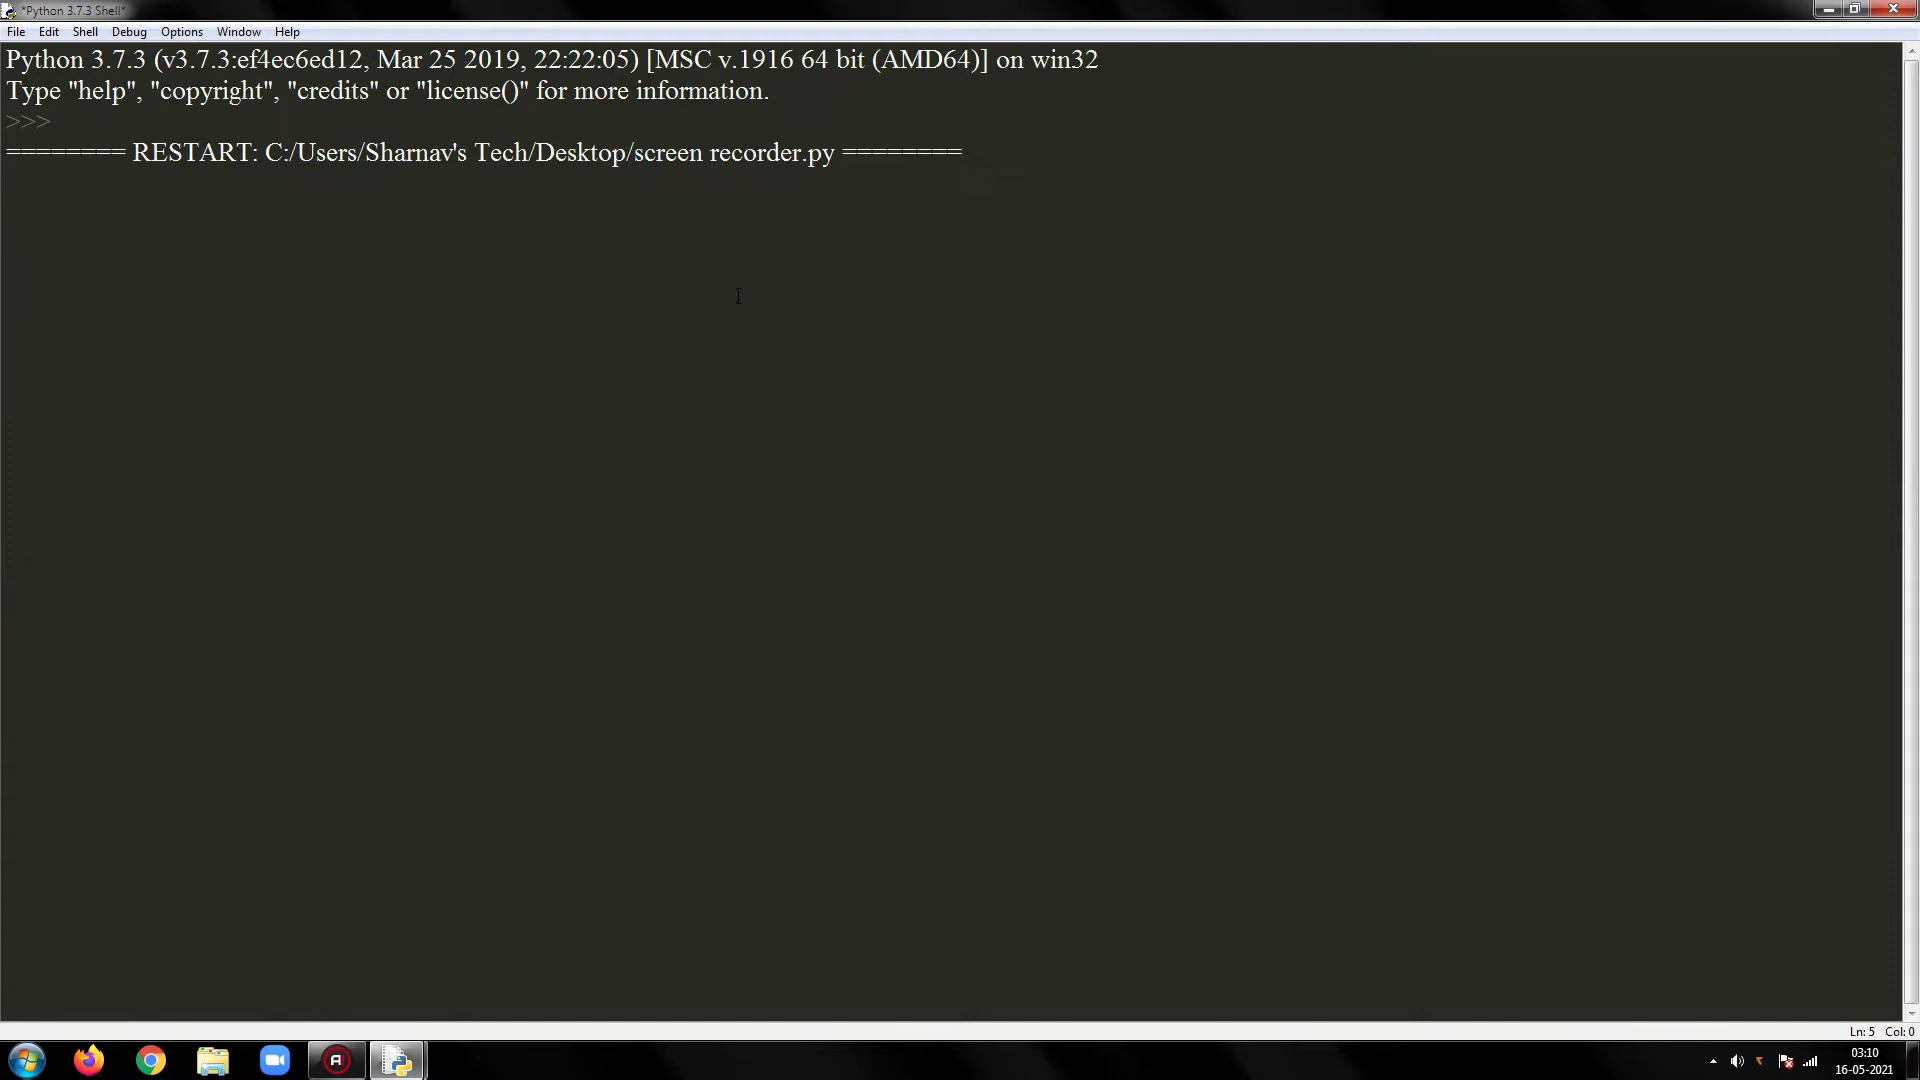 *Python 3.7.3 Shell*
File Edit Shell Debug Options Window Help
Python 3.7.3 (v3.7.3:ef4ec6ed12, Mar 25 2019, 22:22:05) [MSC v.1916 64 bit (AMD64)] on win32
Type "help", "copyright", "credits" or "license()" for more information.
>>>
======== RESTART: C:/Users/Sharnav's Tech/Desktop/screen recorder.py ========
Ln: 5 Col: 0
03:10
16-05-2021